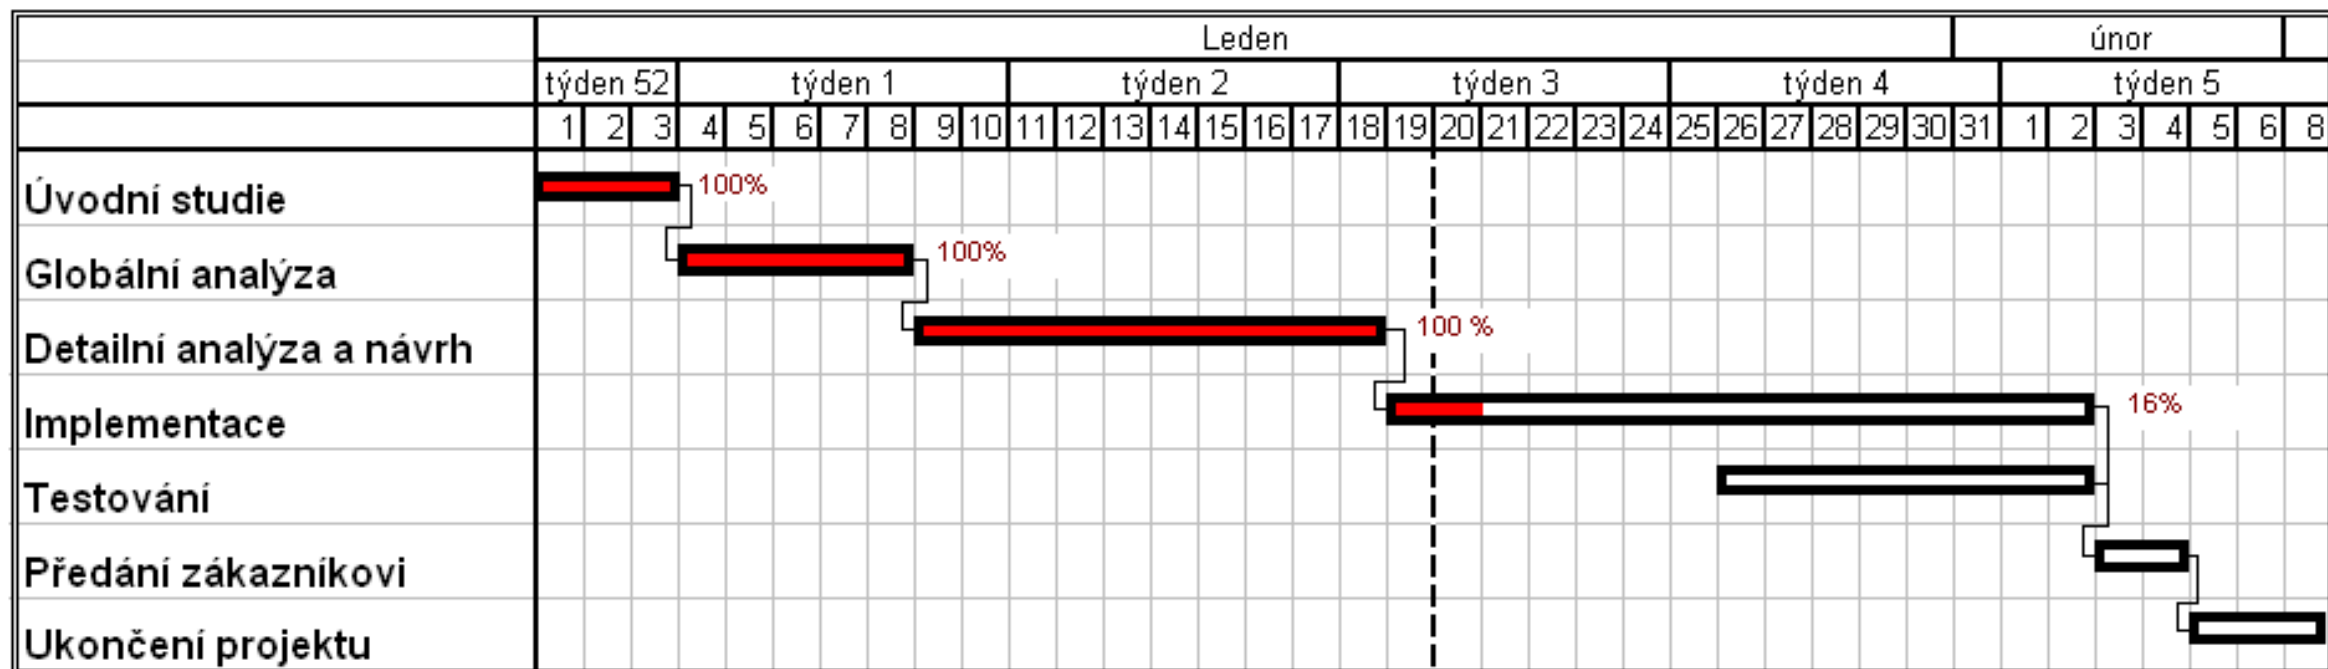 Leden únor
týden 52 týden 1 týden 2 týden 3 týden 4 týden 5
1 2 3 4 5 6 7 8 9 10 11 12 13 14 15 16 17 18 19 20 21 22 23 24 25 26 27 28 29 30 31 1 2 3 4 5 6 8
Úvodní studie 100%
Globální analýza 100%
Detailní analýza a návrh 100 %
Implementace 16%
Testování
Předání zákazníkovi
Ukončení projektu